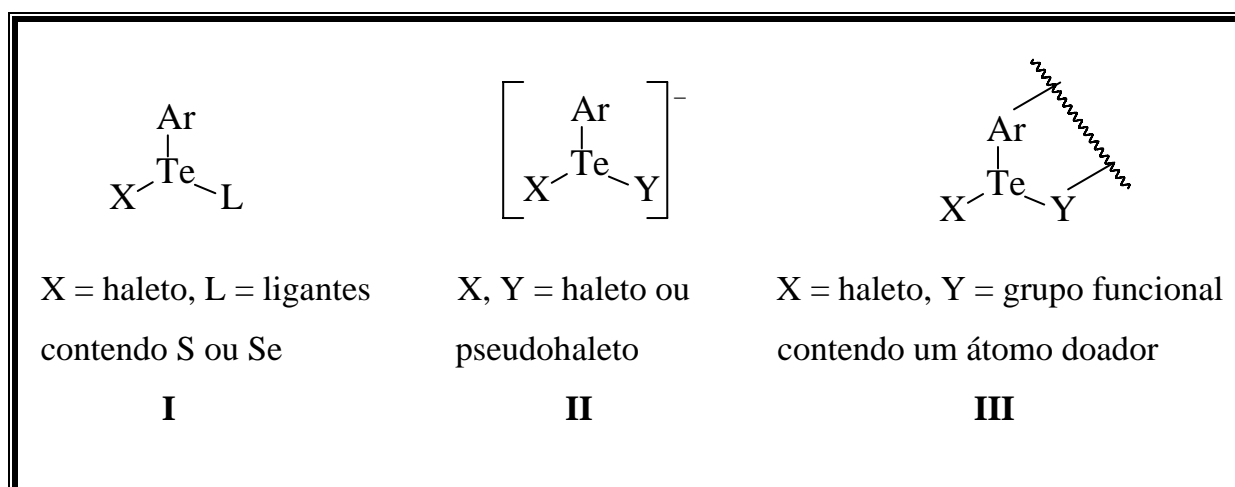 Ar
Te
X
L
X = haleto, L = ligantes
contendo S ou Se
I
Ar
Te
X
Y
–
X, Y = haleto ou
pseudohaleto
II
Ar
Te
X
Y
X = haleto, Y = grupo funcional
contendo um átomo doador
III